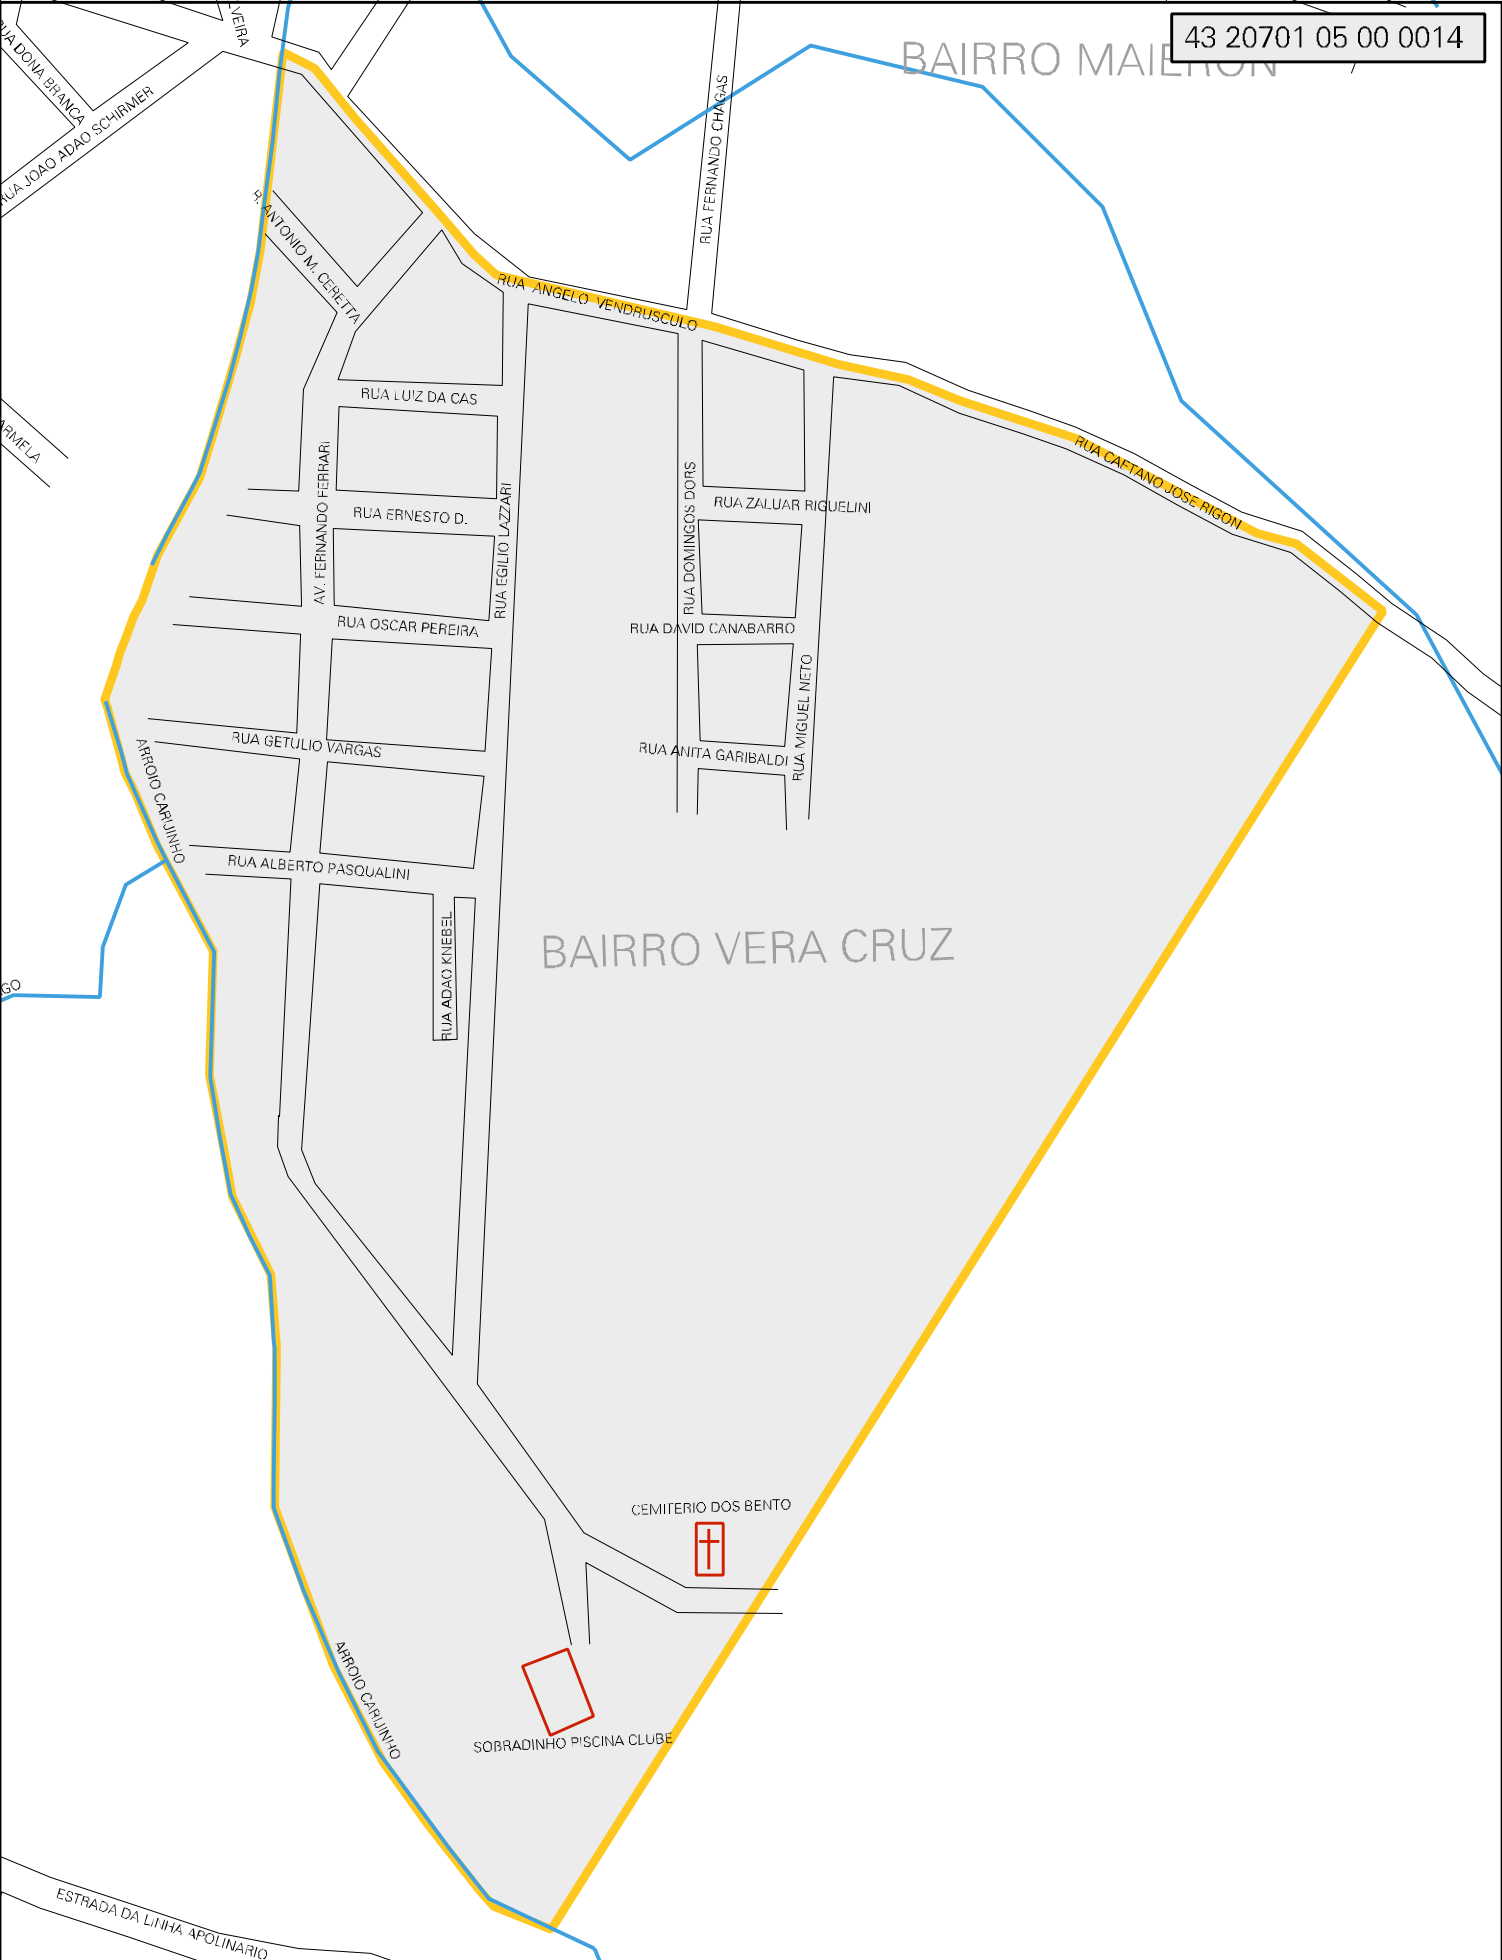 43 20701 05 00 0014
BAIRRO MAIERON
RUA DONA BRANCA
RUA JOAO ADAO SCHIRMER
RUA FERNANDO CHAGAS
R. ANTONIO M. CERETTA
RUA ANGELO VENDRUSCULO
RUA CAETANO JOSE RIGON
RUA LUIZ DA CAS
AV. FERNANDO FERRARI
RUA EGILIO LAZZARI
RUA DOMINGOS DORS
RUA ZALUAR RIGUELINI
RUA ERNESTO D.
RUA OSCAR PEREIRA
RUA DAVID CANABARRO
RUA MIGUEL NETO
RUA GETULIO VARGAS
RUA ANITA GARIBALDI
ARROIO CARIJINHO
RUA ALBERTO PASQUALINI
RUA ADAO KNEBEL
BAIRRO VERA CRUZ
GO
CEMITERIO DOS BENTO
ARROIO CARIJINHO
SOBRADINHO PISCINA CLUBE
ESTRADA DA LINHA APOLINARIO